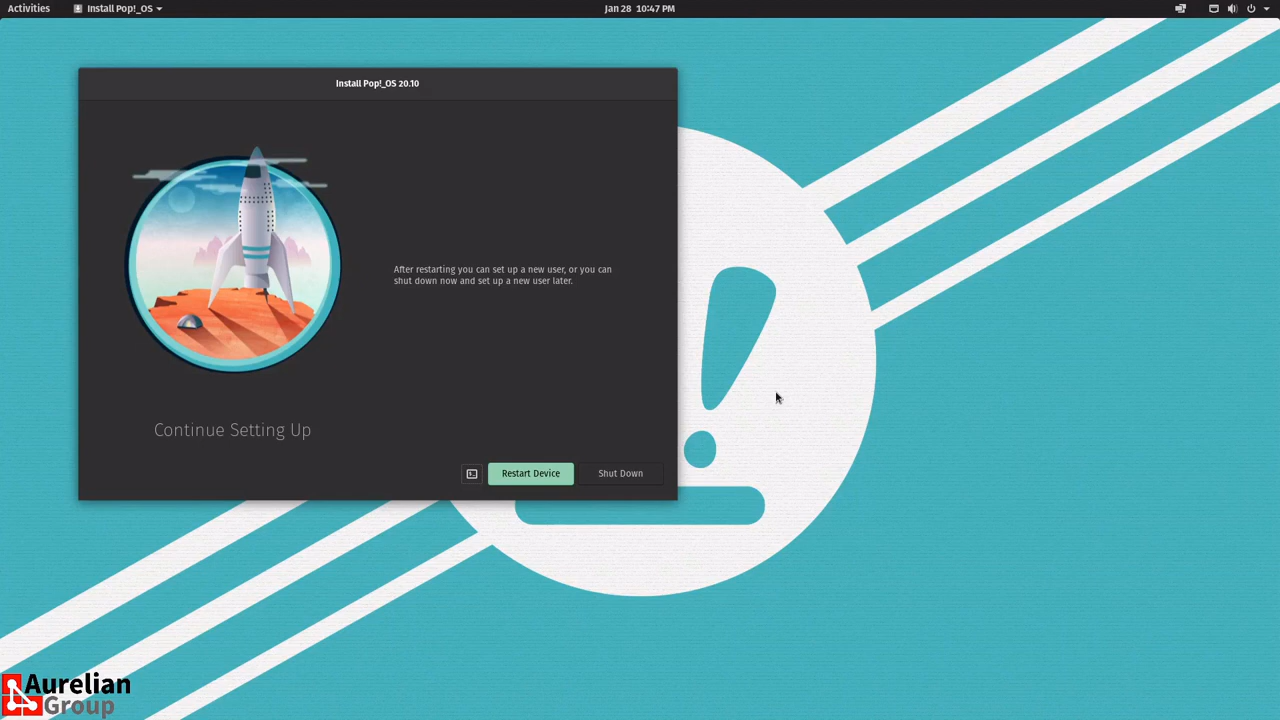 Activities
Install Pop!_OS
Jan 28 10:47 PM
Install Pop!_OS 20.10
After restarting you can set up a new user, or you can
shut down now and set up a new user later.
Continue Setting Up
Restart Device
Shut Down
Aurelian
Group